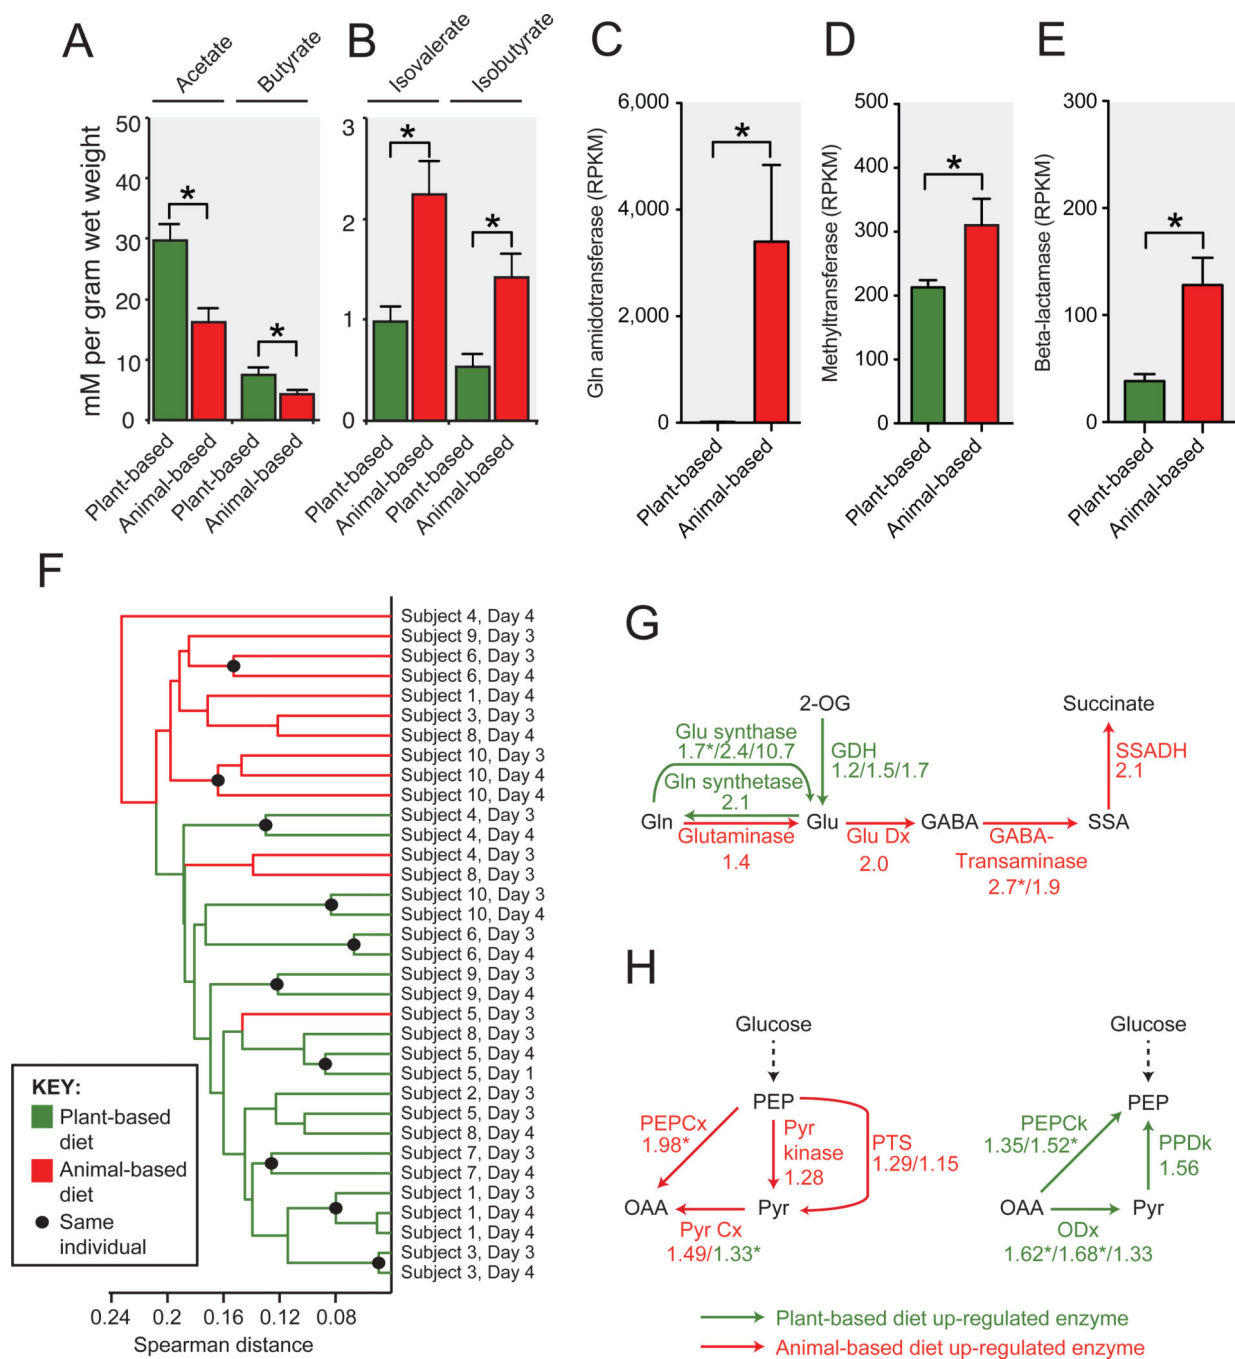 A
B
C
D
E
Acetate
Butyrate
Isovalerate
Isobutyrate
mM per gram wet weight
50
40
30
20
10
0
3
2
1
0
*
*
*
*
Plant-based
Animal-based
Plant-based
Animal-based
Plant-based
Animal-based
Plant-based
Animal-based
Gln amidotransferase (RPKM)
6,000
4,000
2,000
0
*
Plant-based
Animal-based
Methyltransferase (RPKM)
500
400
300
200
100
0
*
Plant-based
Animal-based
Beta-lactamase (RPKM)
300
200
100
0
*
Plant-based
Animal-based
F
Subject 4, Day 4
Subject 9, Day 3
Subject 6, Day 3
Subject 6, Day 4
Subject 1, Day 4
Subject 3, Day 3
Subject 8, Day 4
Subject 10, Day 3
Subject 10, Day 4
Subject 10, Day 4
Subject 4, Day 3
Subject 4, Day 4
Subject 4, Day 3
Subject 8, Day 3
Subject 10, Day 3
Subject 10, Day 4
Subject 6, Day 3
Subject 6, Day 4
Subject 9, Day 3
Subject 9, Day 4
Subject 5, Day 3
Subject 8, Day 3
Subject 5, Day 4
Subject 5, Day 1
Subject 2, Day 3
Subject 5, Day 3
Subject 8, Day 4
Subject 7, Day 3
Subject 7, Day 4
Subject 1, Day 3
Subject 1, Day 4
Subject 1, Day 4
Subject 3, Day 3
Subject 3, Day 4
KEY:
Plant-based
diet
Animal-based
diet
Same
individual
0.24
0.2
0.16
0.12
0.08
Spearman distance
G
2-OG
Succinate
Glu synthase
1.7*/2.4/10.7
GDH
1.2/1.5/1.7
SSADH
2.1
Gln synthetase
2.1
Gln
Glu
GABA
SSA
Glutaminase
1.4
Glu Dx
2.0
GABA-
Transaminase
2.7*/1.9
H
Glucose
PEP
PEPCx
1.98*
Pyr
kinase
1.28
PTS
1.29/1.15
OAA
Pyr
Pyr Cx
1.49/1.33*
Glucose
PEP
PEPCk
1.35/1.52*
PPDk
1.56
OAA
Pyr
ODx
1.62*/1.68*/1.33
Plant-based diet up-regulated enzyme
Animal-based diet up-regulated enzyme